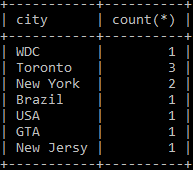 +-----------+----------+
| city      | count(*) |
+-----------+----------+
| WDC       |        1 |
| Toronto   |        3 |
| New York  |        2 |
| Brazil    |        1 |
| USA       |        1 |
| GTA       |        1 |
| New Jersy |        1 |
+-----------+----------+